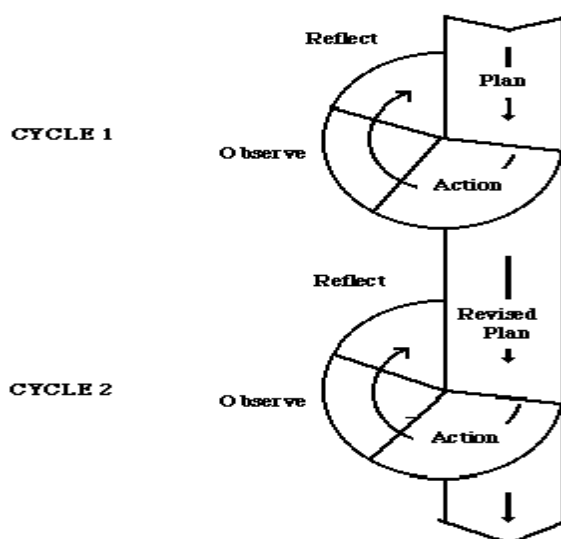 Reflect
Plan
CYCLE 1
Observe
Action
Reflect
Revised
Plan
CYCLE 2
Observe
Action